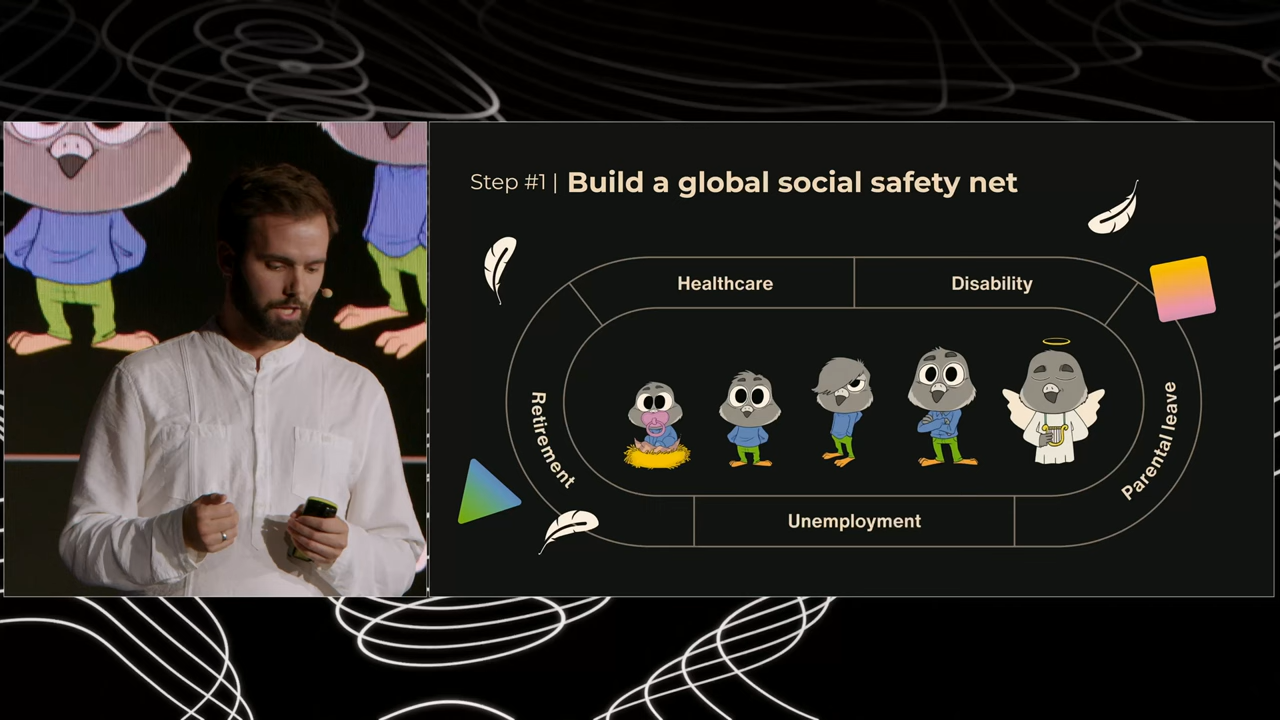 Step #1 | Build a global social safety net
Healthcare
Disability
Retirement
Parental leave
Unemployment